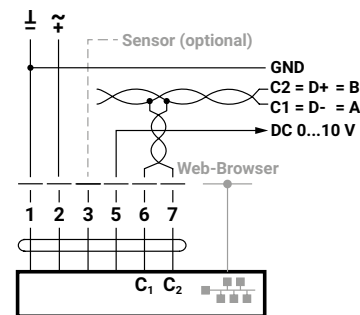 ⊥ ~
– +
Sensor (optional)
GND
C2 = D+ = B
C1 = D- = A
DC 0...10 V
Web-Browser
1 2 3 5 6 7
C1 C2